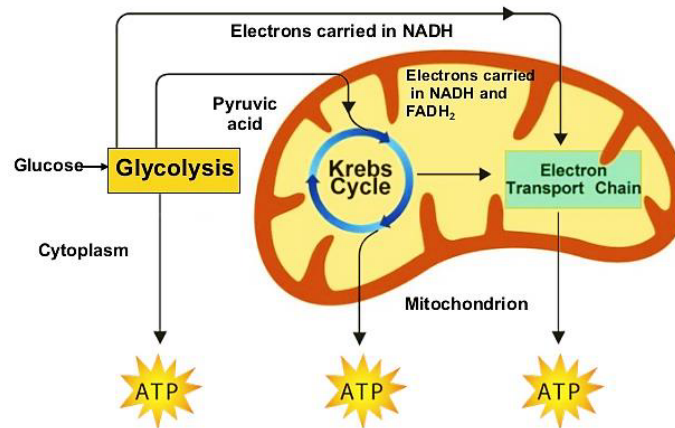 Electrons carried in NADH
Electrons carried
in NADH and
FADH₂
Pyruvic
acid
Glucose
Glycolysis
Krebs
Cycle
Electron
Transport Chain
Cytoplasm
Mitochondrion
ATP
ATP
ATP